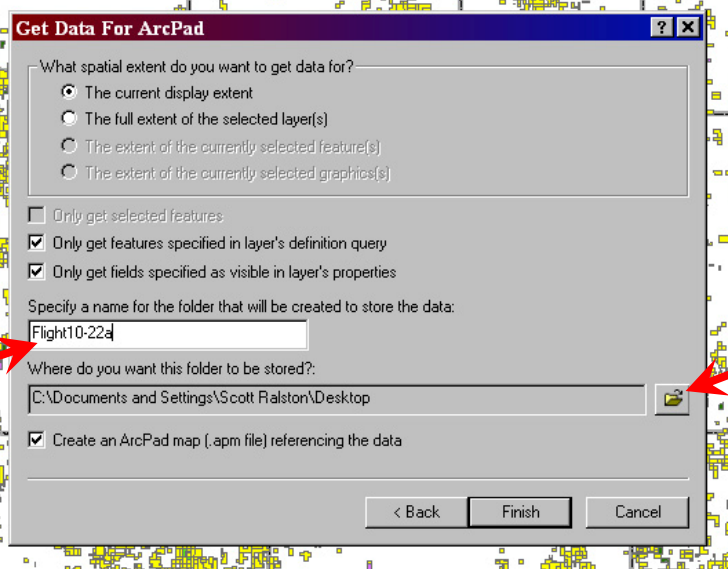 Get Data For ArcPad
What spatial extent do you want to get data for?
The current display extent
The full extent of the selected layer(s)
The extent of the currently selected feature(s)
The extent of the currently selected graphics(s)
Only get selected features
Only get features specified in layer's definition query
Only get fields specified as visible in layer's properties
Specify a name for the folder that will be created to store the data:
Flight10-22a
Where do you want this folder to be stored?:
C:\Documents and Settings\Scott Ralston\Desktop
Create an ArcPad map (.apm file) referencing the data
< Back Finish Cancel